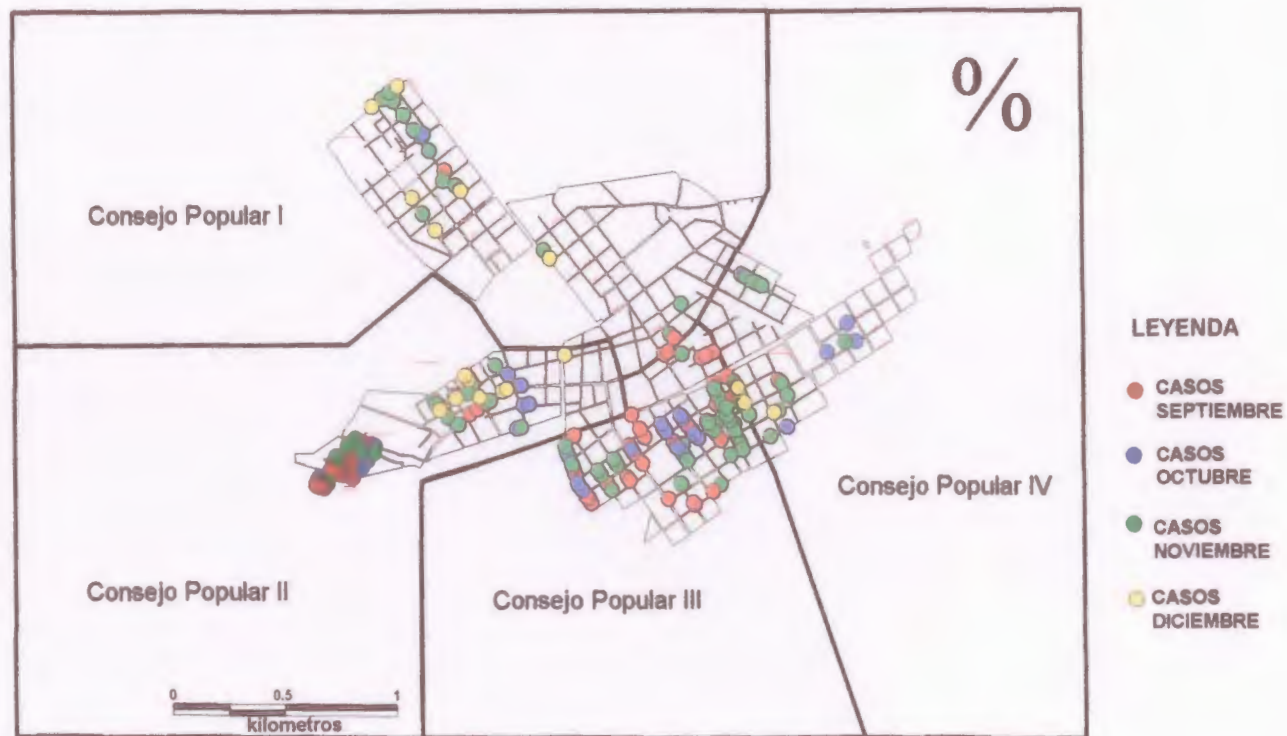 %
Consejo Popular I
LEYENDA
CASOS
SEPTIEMBRE
CASOS
OCTUBRE
Consejo Popular IV
CASOS
NOVIEMBRE
Consejo Popular II
Consejo Popular III
CASOS
DICIEMBRE
0 0.5 1
kilometros